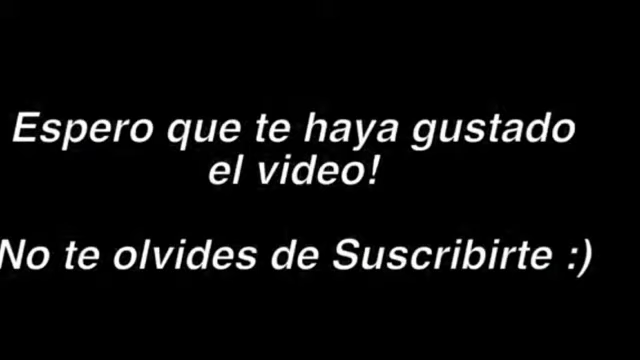 Espero que te haya gustado
el video!
No te olvides de Suscribirte :)